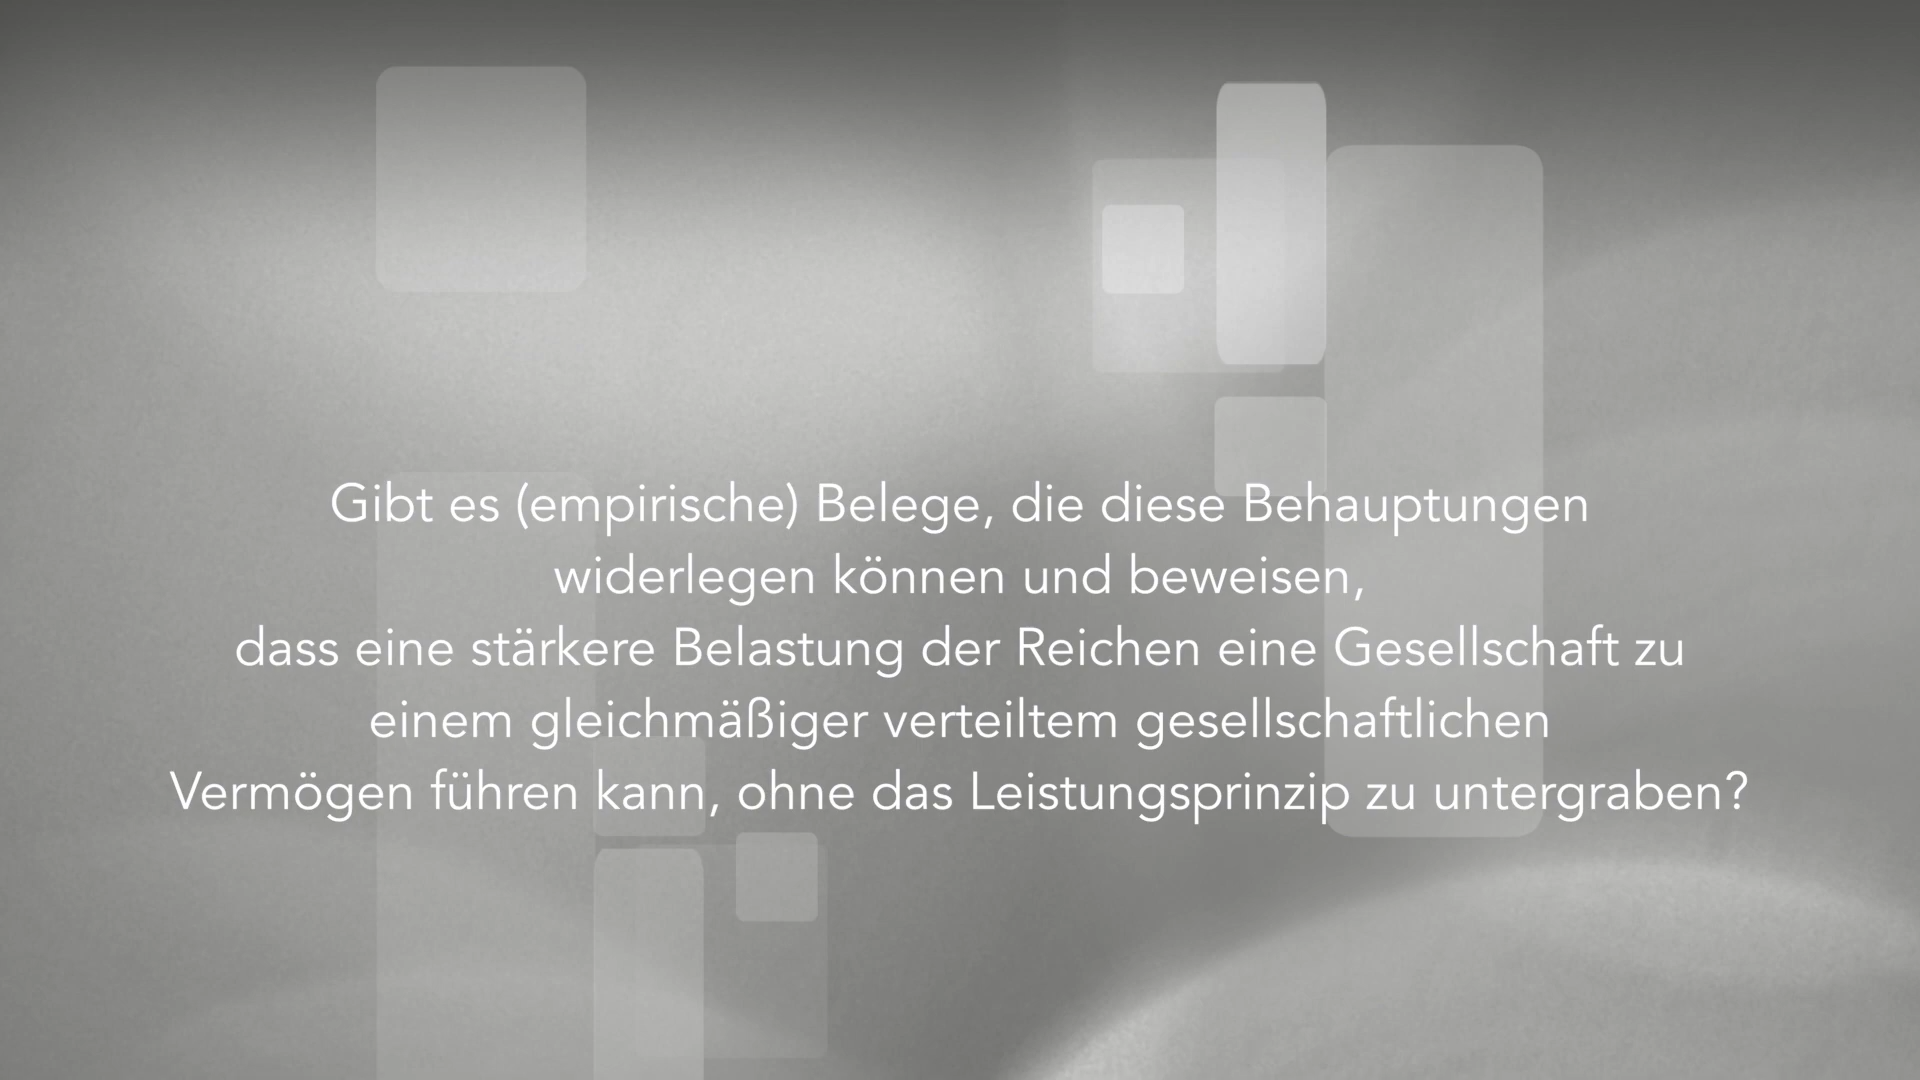 Gibt es (empirische) Belege, die diese Behauptungen
widerlegen können und beweisen,
dass eine stärkere Belastung der Reichen eine Gesellschaft zu
einem gleichmäßiger verteiltem gesellschaftlichen
Vermögen führen kann, ohne das Leistungsprinzip zu untergraben?